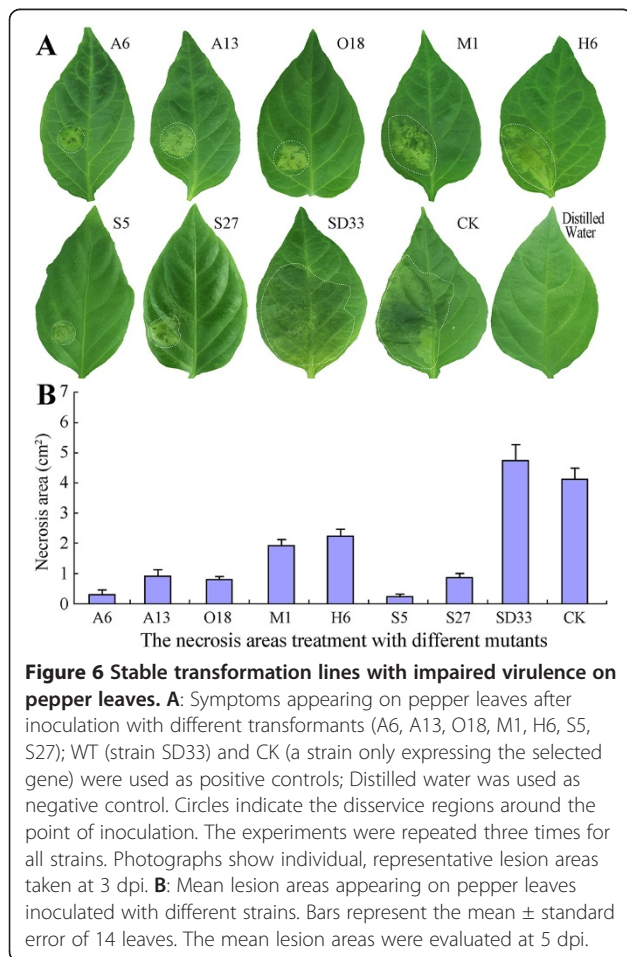 A
A6
A13
O18
M1
H6
S5
S27
SD33
CK
Distilled
Water
B
7
6
5
4
3
2
1
0
Necrosis area (cm²)
A6 A13 O18 M1 H6 S5 S27 SD33 CK
The necrosis areas treatment with different mutants
Figure 6 Stable transformation lines with impaired virulence on
pepper leaves. A: Symptoms appearing on pepper leaves after
inoculation with different transformants (A6, A13, O18, M1, H6, S5,
S27); WT (strain SD33) and CK (a strain only expressing the selected
gene) were used as positive controls; Distilled water was used as
negative control. Circles indicate the disservice regions around the
point of inoculation. The experiments were repeated three times for
all strains. Photographs show individual, representative lesion areas
taken at 3 dpi. B: Mean lesion areas appearing on pepper leaves
inoculated with different strains. Bars represent the mean ± standard
error of 14 leaves. The mean lesion areas were evaluated at 5 dpi.